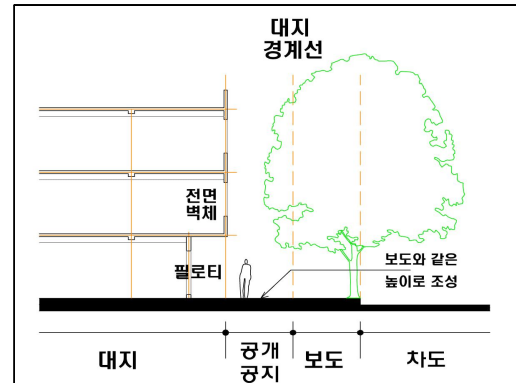 대지
경계선
전면
벽체
필로티
보도와 같은
높이로 조성
대지
공개
공지
보도
차도